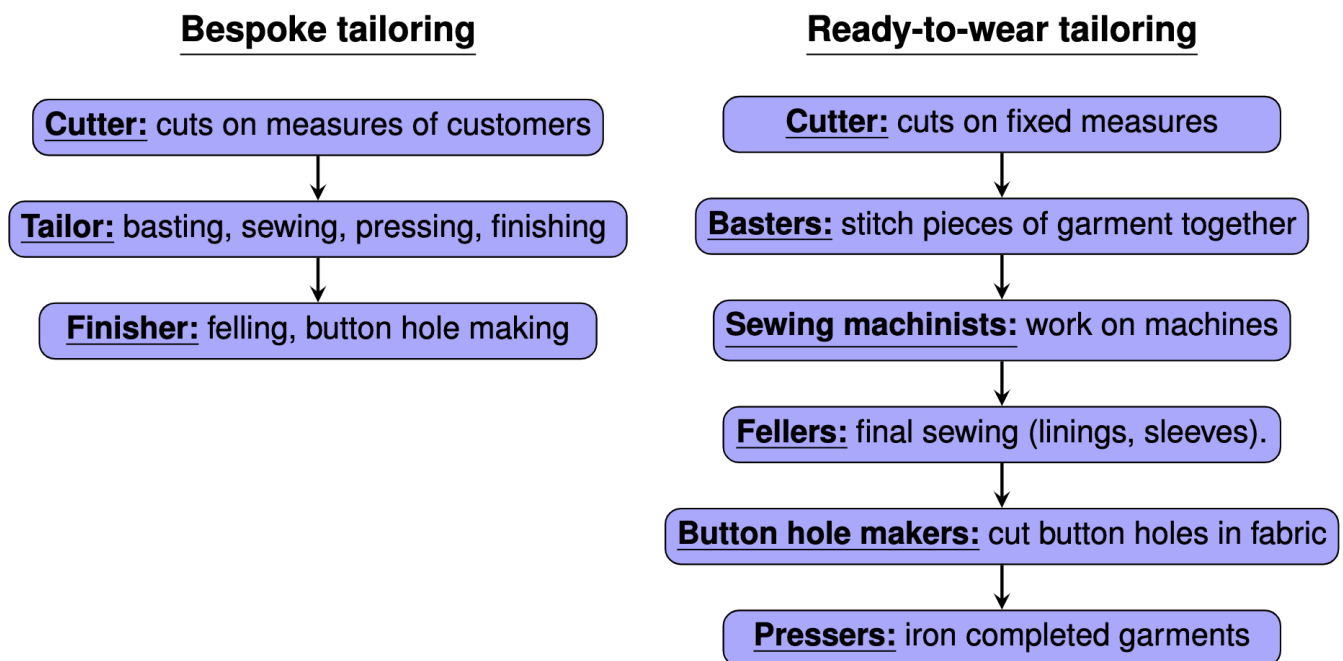 Bespoke tailoring
Cutter: cuts on measures of customers
Tailor: basting, sewing, pressing, finishing
Finisher: felling, button hole making
Ready-to-wear tailoring
Cutter: cuts on fixed measures
Basters: stitch pieces of garment together
Sewing machinists: work on machines
Fellers: final sewing (linings, sleeves).
Button hole makers: cut button holes in fabric
Pressers: iron completed garments